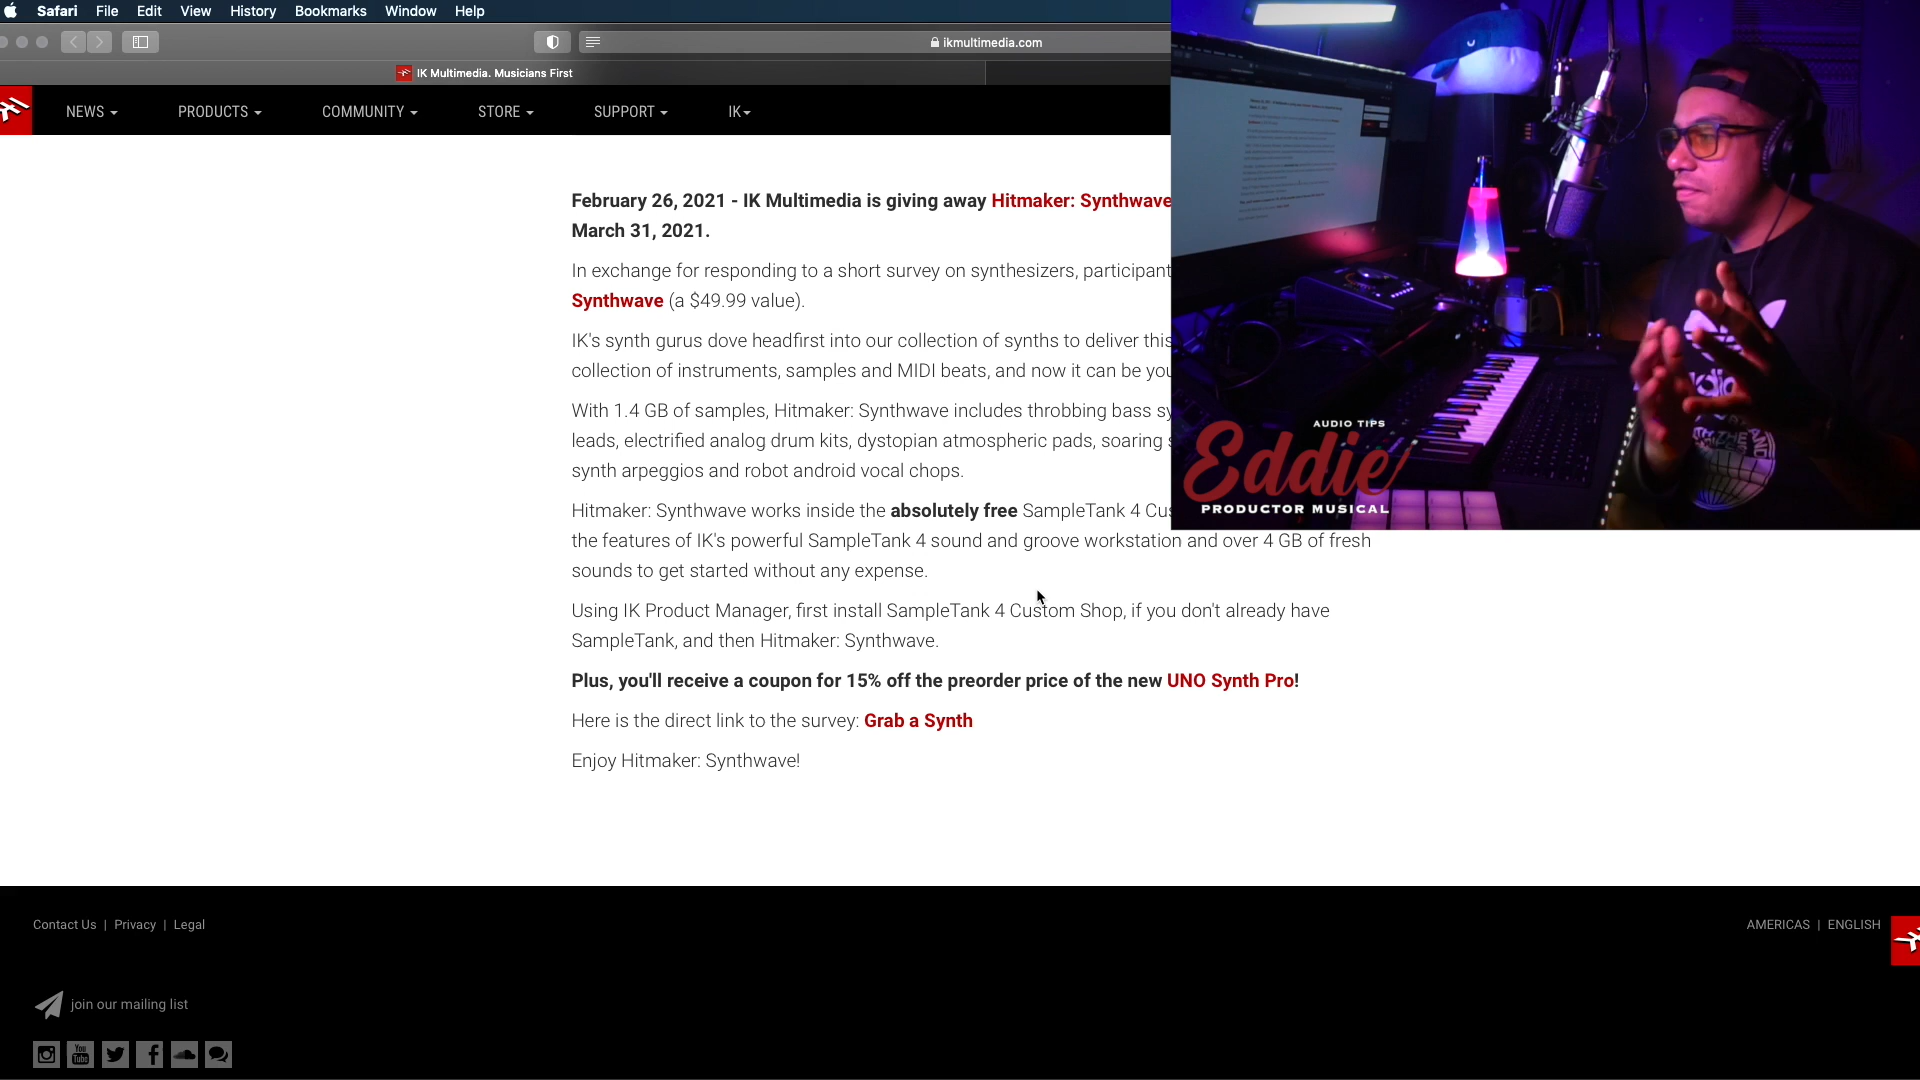 Safari File Edit View History Bookmarks Window Help
ikmultimedia.com
IK Multimedia. Musicians First
NEWS PRODUCTS COMMUNITY STORE SUPPORT IK
February 26, 2021 - IK Multimedia is giving away Hitmaker: Synthwave
March 31, 2021.
In exchange for responding to a short survey on synthesizers, participant
Synthwave (a $49.99 value).
IK's synth gurus dove headfirst into our collection of synths to deliver this
collection of instruments, samples and MIDI beats, and now it can be you
With 1.4 GB of samples, Hitmaker: Synthwave includes throbbing bass sy
leads, electrified analog drum kits, dystopian atmospheric pads, soaring s
synth arpeggios and robot android vocal chops.
Hitmaker: Synthwave works inside the absolutely free SampleTank 4 Cus
the features of IK's powerful SampleTank 4 sound and groove workstation and over 4 GB of fresh
sounds to get started without any expense.
Using IK Product Manager, first install SampleTank 4 Custom Shop, if you don't already have
SampleTank, and then Hitmaker: Synthwave.
Plus, you'll receive a coupon for 15% off the preorder price of the new UNO Synth Pro!
Here is the direct link to the survey: Grab a Synth
Enjoy Hitmaker: Synthwave!
AUDIO TIPS
Eddie
PRODUCTOR MUSICAL
Contact Us | Privacy | Legal
AMERICAS | ENGLISH
join our mailing list
You
Tube